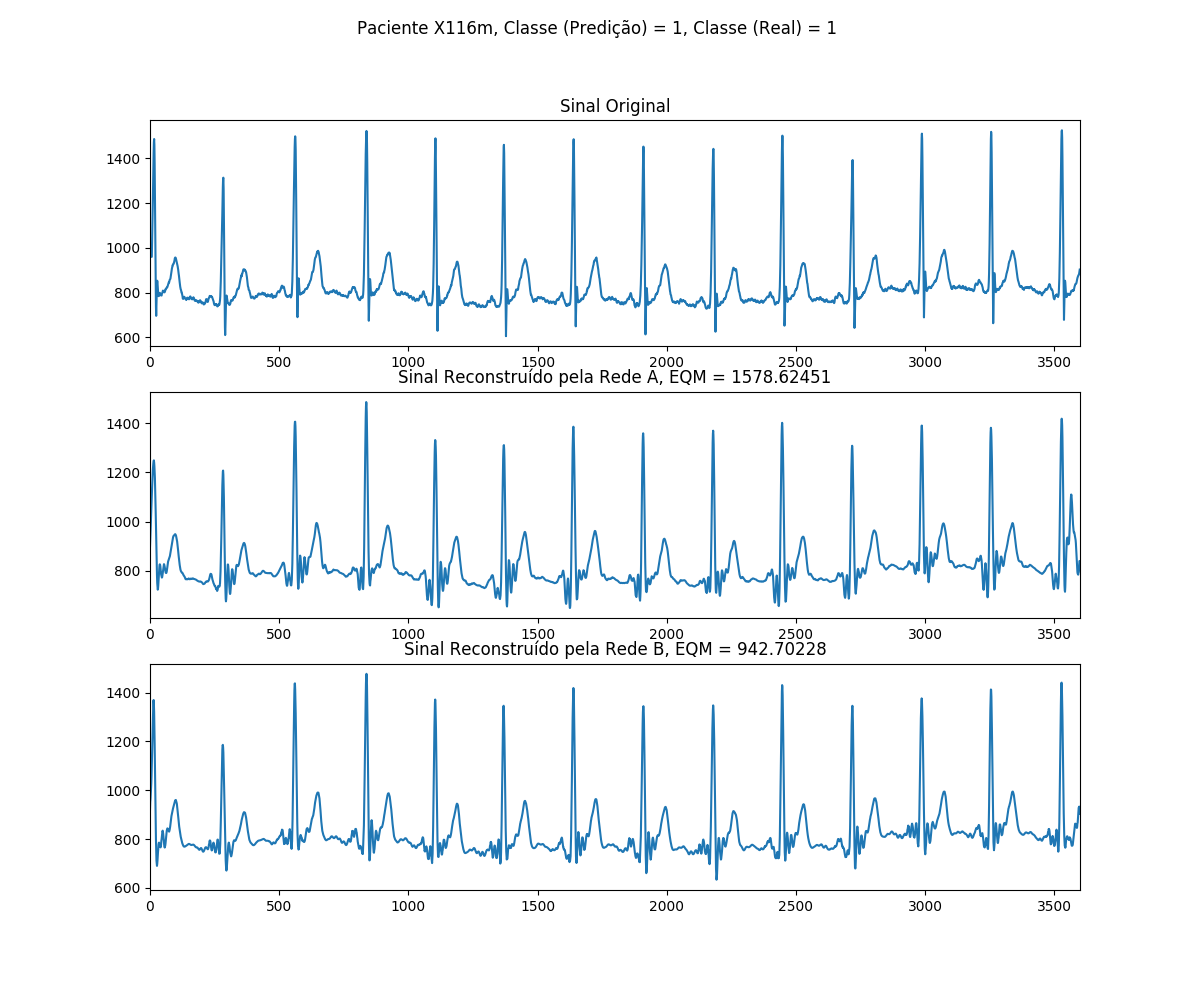 Paciente X116m, Classe (Predição) = 1, Classe (Real) = 1
Sinal Original
1400
1200
1000
800
600
0 500 1000 1500 2000 2500 3000 3500
Sinal Reconstruído pela Rede A, EQM = 1578.62451
1400
1200
1000
800
0 500 1000 1500 2000 2500 3000 3500
Sinal Reconstruído pela Rede B, EQM = 942.70228
1400
1200
1000
800
600
0 500 1000 1500 2000 2500 3000 3500